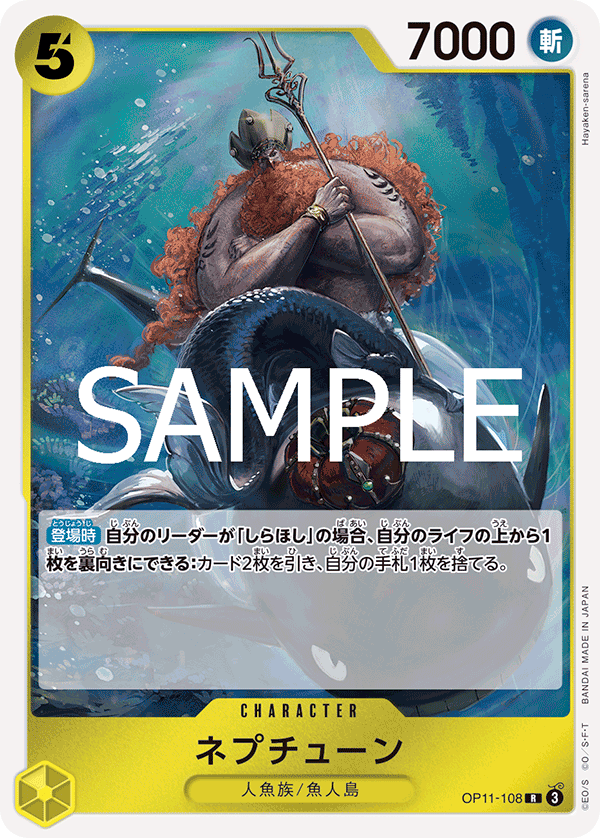 5
7000 斬
Hayaken-sarena
SAMPLE
登場時 自分のリーダーが「しらほし」の場合、自分のライフの上から1
枚を裏向きにできる:カード2枚を引き、自分の手札1枚を捨てる。
CHARACTER
ネプチューン
人魚族/魚人島
OP11-108 R 3
©E.O/S ©O/S・F・T BANDAI MADE IN JAPAN